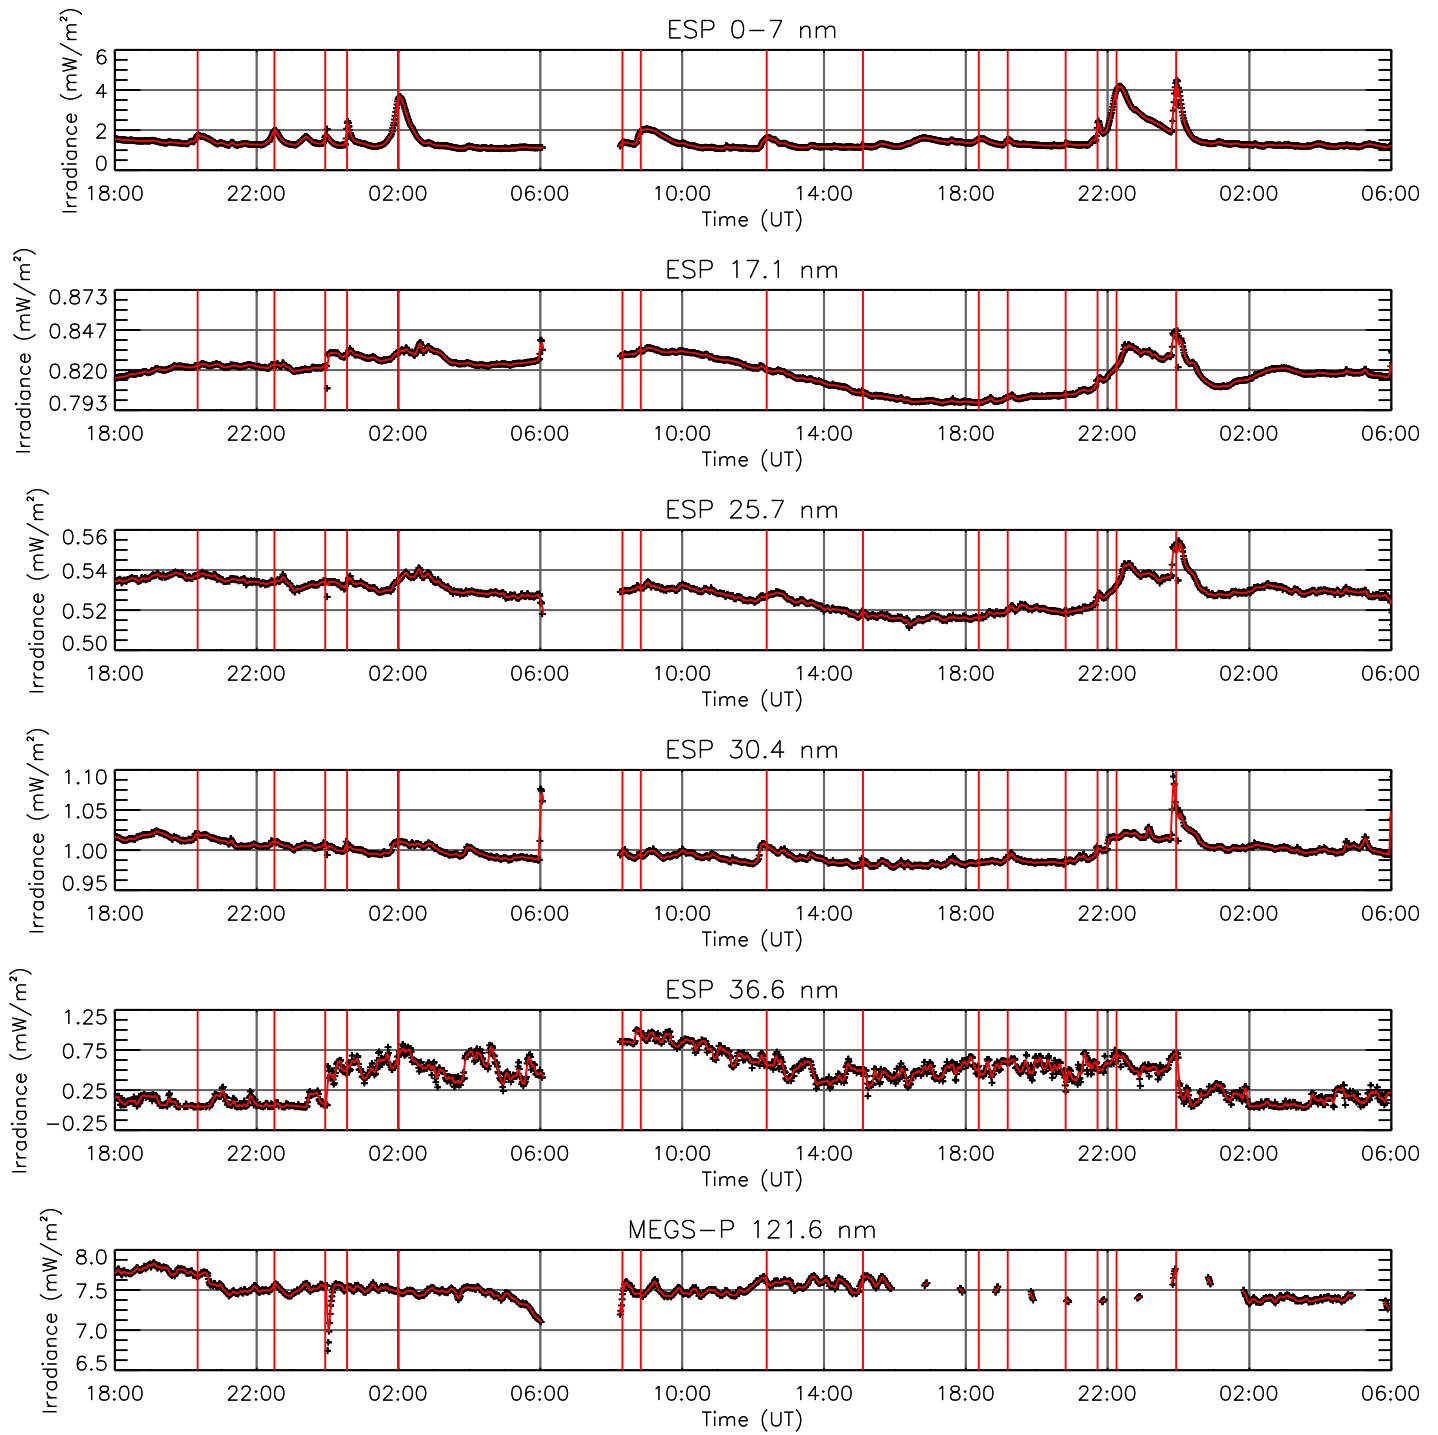 ESP 0-7 nm
Irradiance (mW/m²)
6
4
2
0
18:00 22:00 02:00 06:00 10:00 14:00 18:00 22:00 02:00 06:00
Time (UT)
ESP 17.1 nm
Irradiance (mW/m²)
0.873
0.847
0.820
0.793
18:00 22:00 02:00 06:00 10:00 14:00 18:00 22:00 02:00 06:00
Time (UT)
ESP 25.7 nm
Irradiance (mW/m²)
0.56
0.54
0.52
0.50
18:00 22:00 02:00 06:00 10:00 14:00 18:00 22:00 02:00 06:00
Time (UT)
ESP 30.4 nm
Irradiance (mW/m²)
1.10
1.05
1.00
0.95
18:00 22:00 02:00 06:00 10:00 14:00 18:00 22:00 02:00 06:00
Time (UT)
ESP 36.6 nm
Irradiance (mW/m²)
1.25
0.75
0.25
-0.25
18:00 22:00 02:00 06:00 10:00 14:00 18:00 22:00 02:00 06:00
Time (UT)
MEGS-P 121.6 nm
Irradiance (mW/m²)
8.0
7.5
7.0
6.5
18:00 22:00 02:00 06:00 10:00 14:00 18:00 22:00 02:00 06:00
Time (UT)